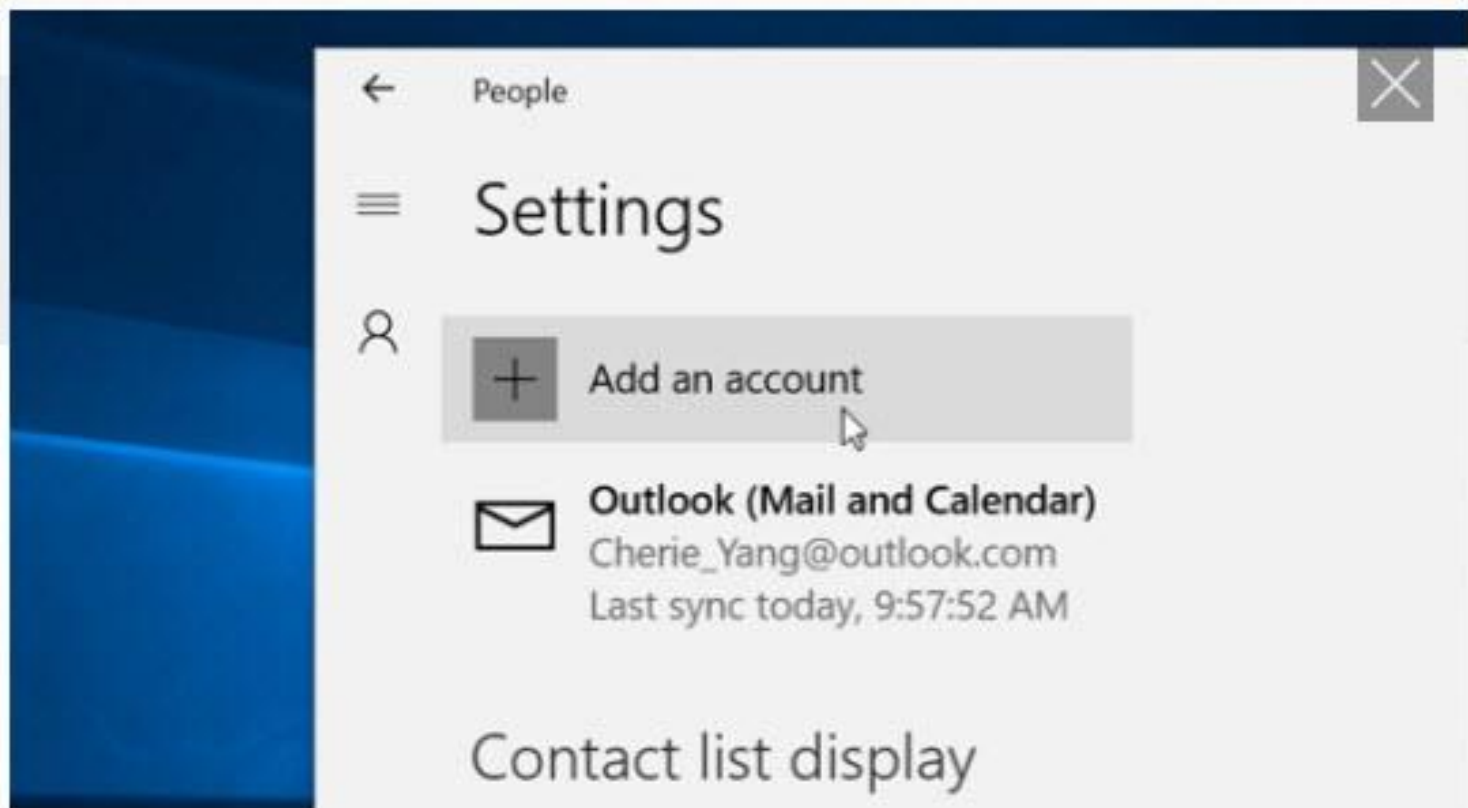 People
Settings
Add an account
Outlook (Mail and Calendar)
Cherie_Yang@outlook.com
Last sync today, 9:57:52 AM
Contact list display